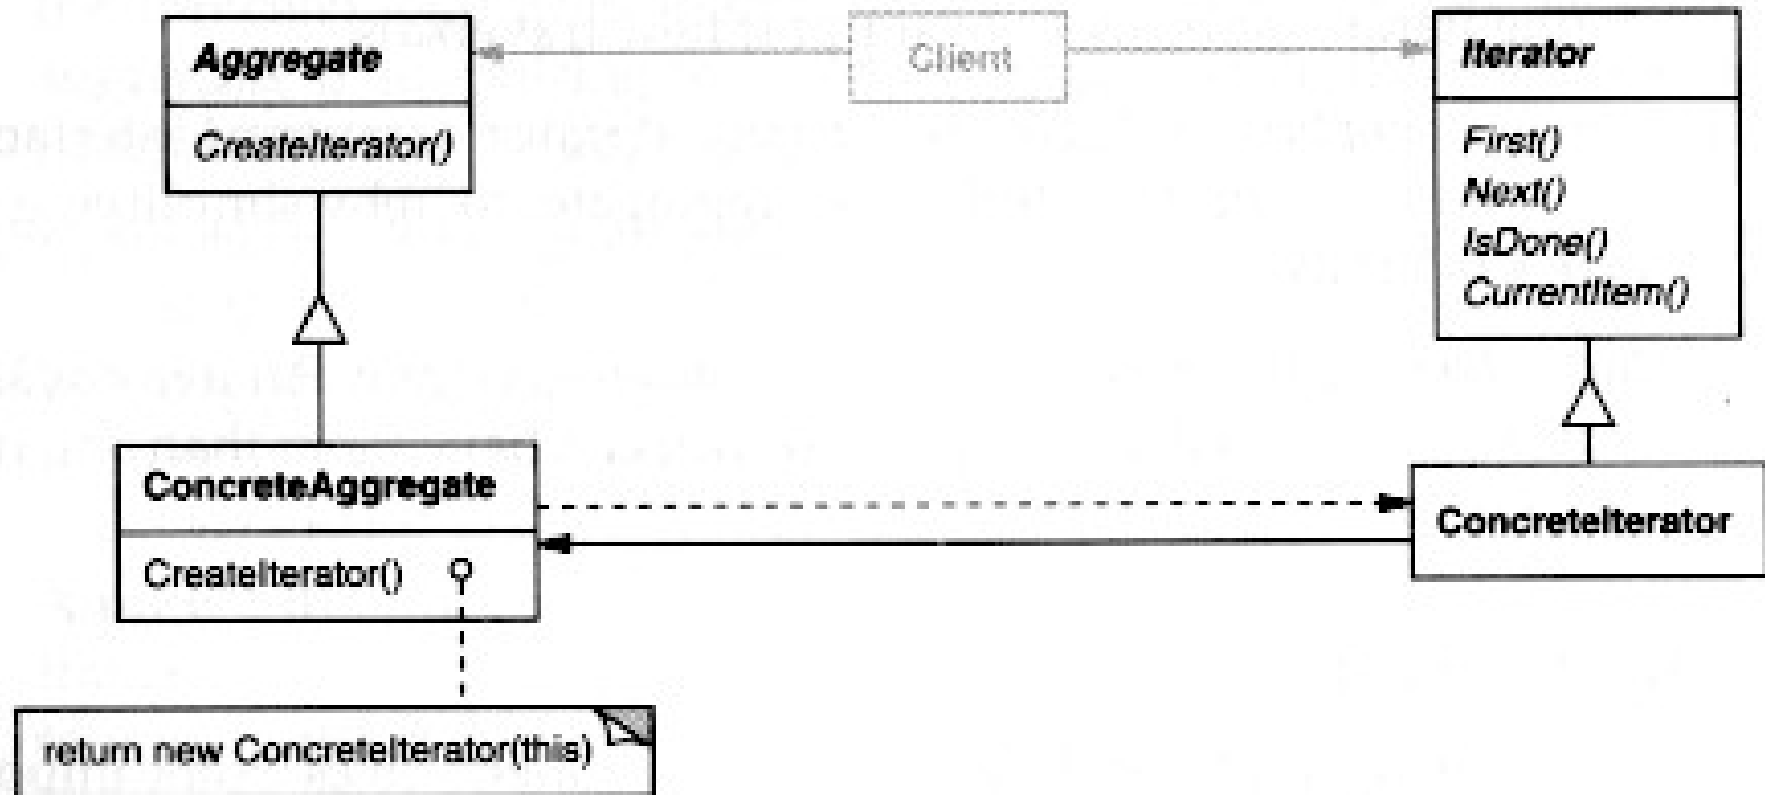 Aggregate
CreateIterator()
Client
Iterator
First()
Next()
IsDone()
CurrentItem()
ConcreteAggregate
CreateIterator()
ConcreteIterator
return new ConcreteIterator(this)